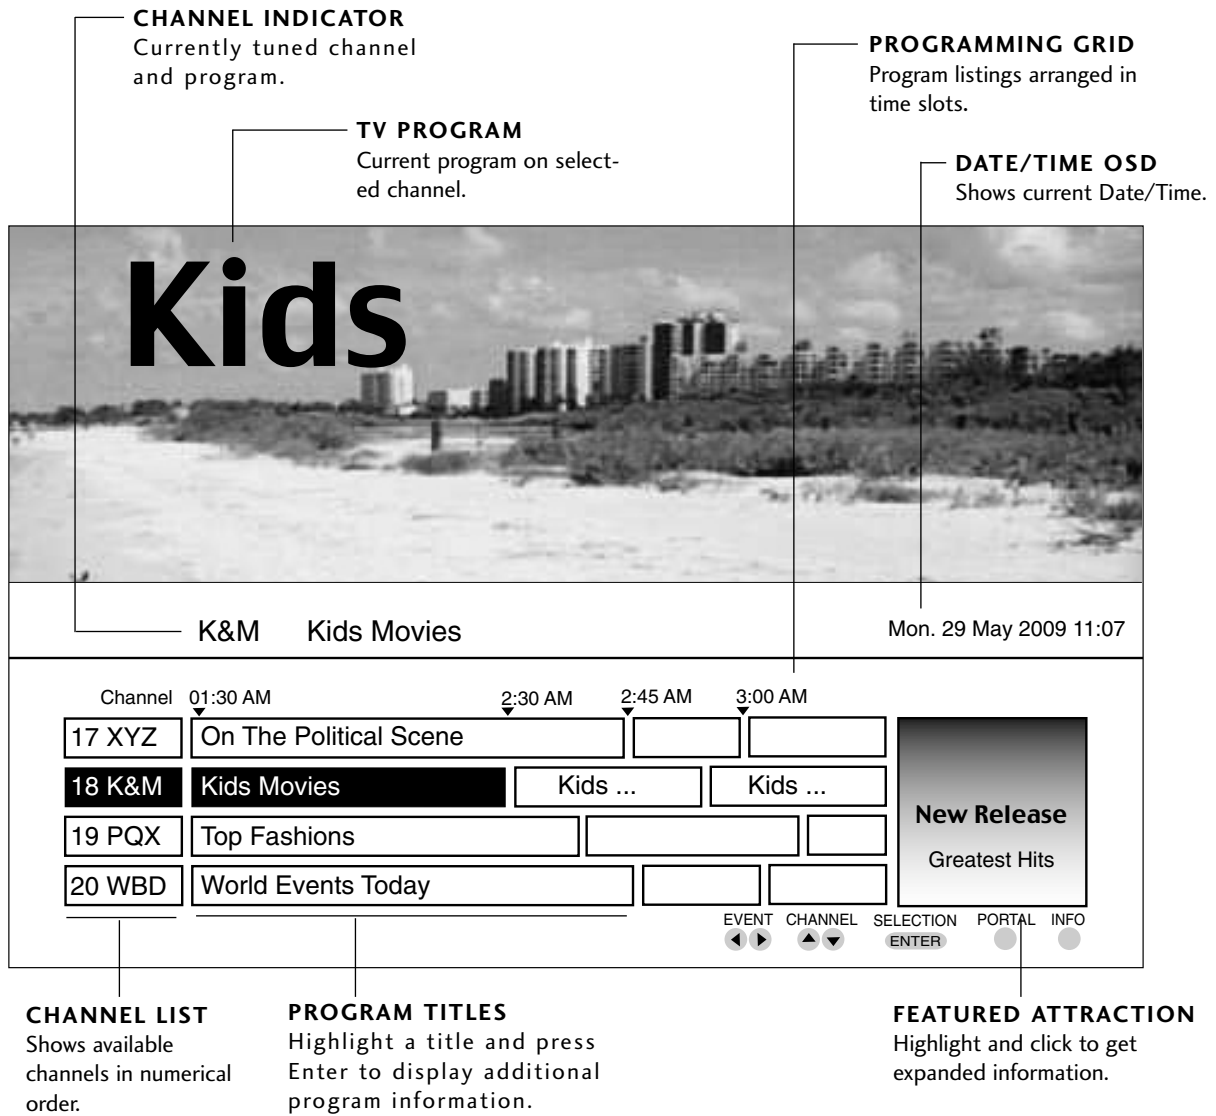 CHANNEL INDICATOR
Currently tuned channel
and program.
PROGRAMMING GRID
Program listings arranged in
time slots.
TV PROGRAM
Current program on select-
ed channel.
DATE/TIME OSD
Shows current Date/Time.
Kids
K&M Kids Movies
Mon. 29 May 2009 11:07
Channel 01:30 AM 2:30 AM 2:45 AM 3:00 AM
17 XYZ On The Political Scene
18 K&M Kids Movies Kids ... Kids ...
19 PQX Top Fashions
20 WBD World Events Today
New Release
Greatest Hits
EVENT CHANNEL SELECTION PORTAL INFO
ENTER
CHANNEL LIST
Shows available
channels in numerical
order.
PROGRAM TITLES
Highlight a title and press
Enter to display additional
program information.
FEATURED ATTRACTION
Highlight and click to get
expanded information.